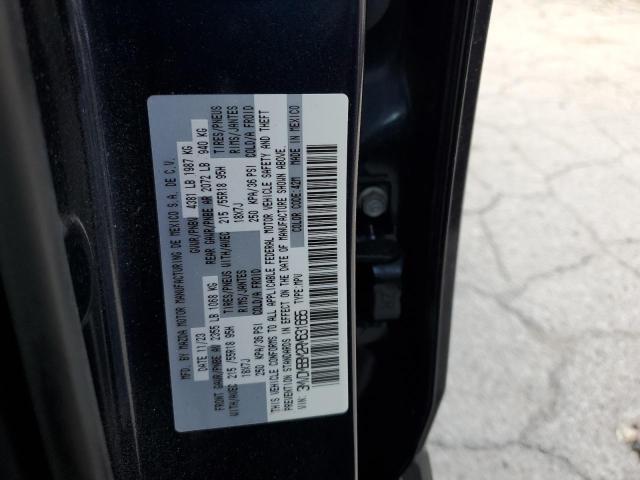 MFD. BY MAZDA MOTOR MANUFACTURING DE MEXICO S.A. DE C.V.
DATE 11/23 GVWR/PNBV 4381 LB 1987 KG
FRONT GAWR/PNBE AV 2355 LB 1068 KG REAR GAWR/PNBE AR 2072 LB 940 KG
WITH/AVEC TIRES/PNEUS WITH/AVEC TIRES/PNEUS
215 /55R18 95H RIMS/JANTES 215 /55R18 95H RIMS/JANTES
18X7J COLD/A FROID 18X7J COLD/A FROID
250 KPA/36 PSI 250 KPA/36 PSI
THIS VEHICLE CONFORMS TO ALL APPLICABLE FEDERAL MOTOR VEHICLE SAFETY AND THEFT
PREVENTION STANDARDS IN EFFECT ON THE DATE OF MANUFACTURE SHOWN ABOVE.
VIN: TYPE:MPV COLOR CODE: 42M MADE IN MEXICO